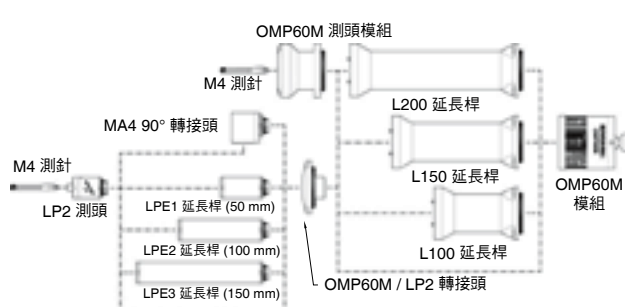 OMP60M 測頭模組
M4 測針
L200 延長桿
MA4 90° 轉接頭
M4 測針
LP2 測頭
LPE1 延長桿 (50 mm)
L150 延長桿
OMP60M
模組
LPE2 延長桿 (100 mm)
L100 延長桿
LPE3 延長桿 (150 mm)
OMP60M / LP2 轉接頭